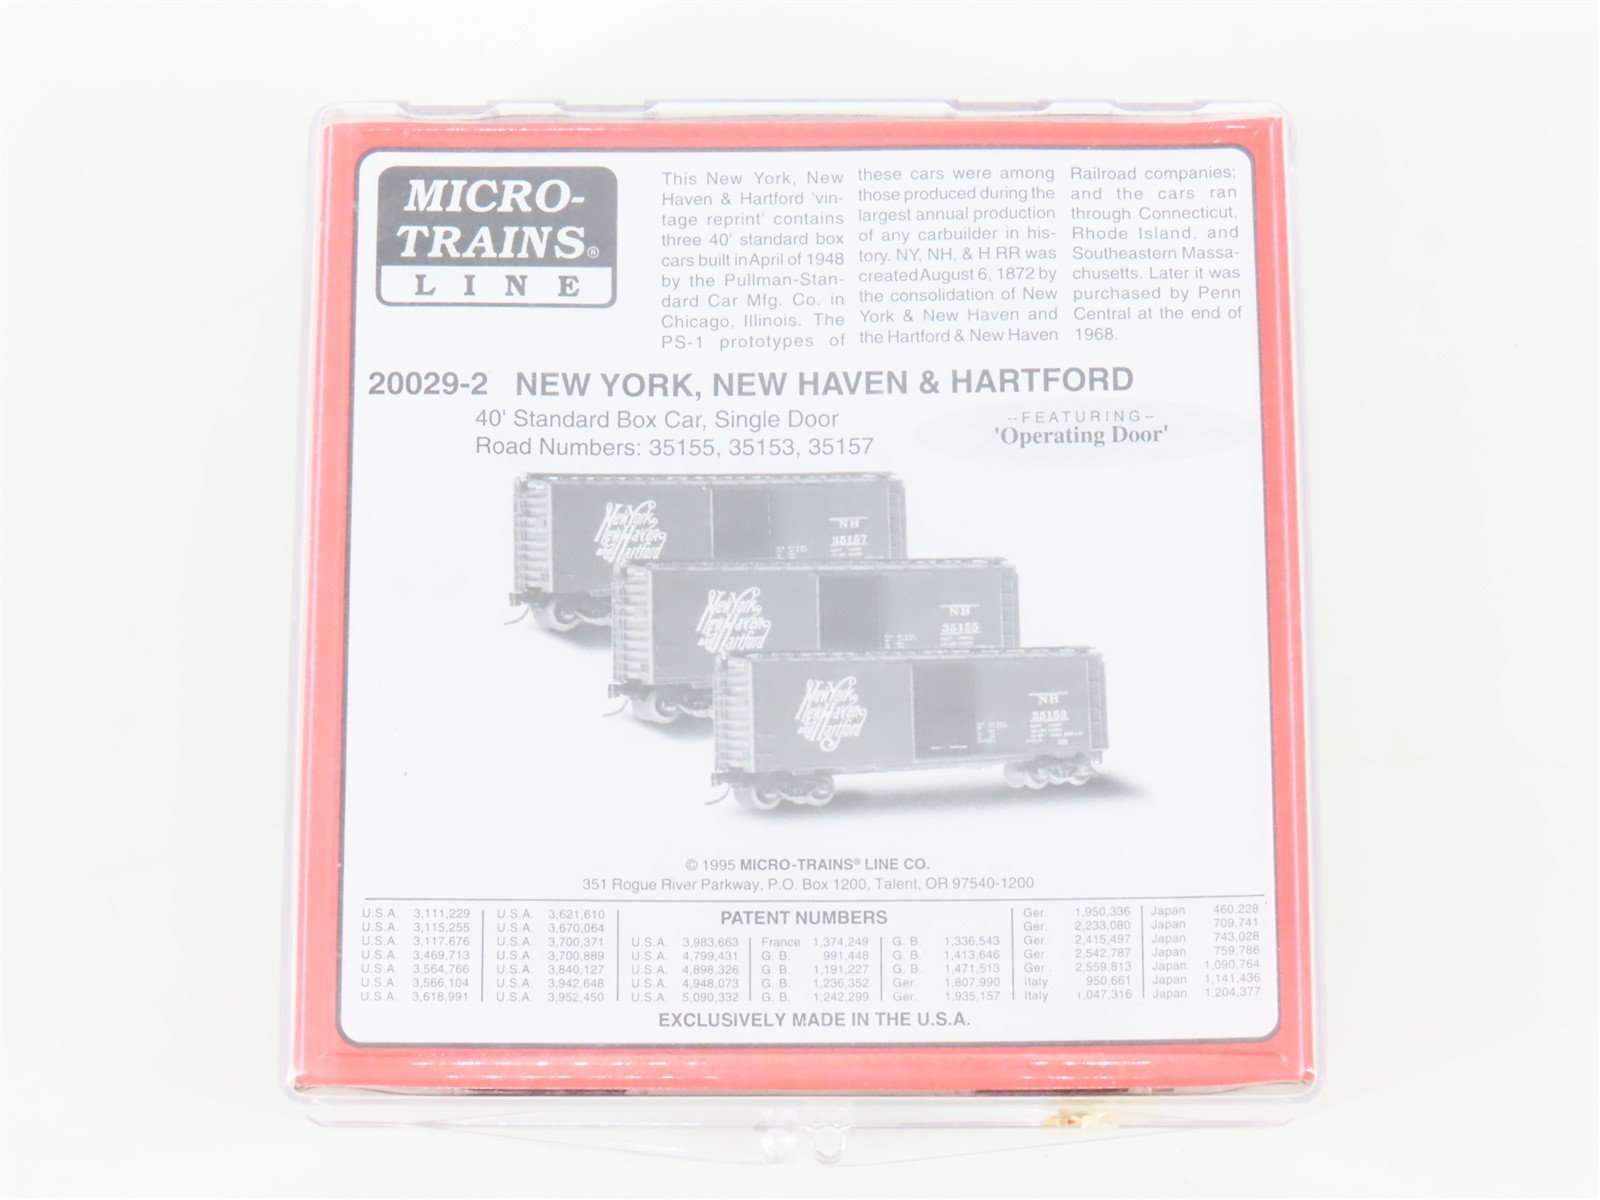 MICRO-
TRAINS®
LINE
This New York, New
Haven & Hartford 'vin-
tage reprint' contains
three 40' standard box
cars built in April of 1948
by the Pullman-Stan-
dard Car Mfg. Co. in
Chicago, Illinois. The
PS-1 prototypes of
these cars were among
those produced during the
largest annual production
of any carbuilder in his-
tory. NY, NH, & H RR was
created August 6, 1872 by
the consolidation of New
York & New Haven and
the Hartford & New Haven
Railroad companies;
and the cars ran
through Connecticut,
Rhode Island, and
Southeastern Massa-
chusetts. Later it was
purchased by Penn
Central at the end of
1968.
20029-2 NEW YORK, NEW HAVEN & HARTFORD
40' Standard Box Car, Single Door
Road Numbers: 35155, 35153, 35157
--FEATURING--
'Operating Door'
New York
New Haven
and Hartford
NH
35157
New York
New Haven
and Hartford
NH
35155
New York
New Haven
and Hartford
NH
35153
© 1995 MICRO-TRAINS® LINE CO.
351 Rogue River Parkway, P.O. Box 1200, Talent, OR 97540-1200
PATENT NUMBERS
U.S.A. 3,111,229
U.S.A. 3,115,255
U.S.A. 3,117,676
U.S.A. 3,469,713
U.S.A. 3,564,766
U.S.A. 3,566,104
U.S.A. 3,618,991
U.S.A. 3,621,610
U.S.A. 3,670,064
U.S.A. 3,700,371
U.S.A. 3,700,889
U.S.A. 3,840,127
U.S.A. 3,942,648
U.S.A. 3,952,450
U.S.A. 3,983,663
U.S.A. 4,799,431
U.S.A. 4,898,326
U.S.A. 4,948,073
U.S.A. 5,090,332
France 1,374,249
G. B. 991,448
G. B. 1,191,227
G. B. 1,236,352
G. B. 1,242,299
G. B. 1,336,543
G. B. 1,413,646
G. B. 1,471,513
Ger. 1,807,990
Ger. 1,935,157
Ger. 1,950,336
Ger. 2,233,080
Ger. 2,415,497
Ger. 2,542,787
Ger. 2,559,813
Italy 950,661
Italy 1,047,316
Japan 460,228
Japan 709,741
Japan 743,028
Japan 759,786
Japan 1,090,764
Japan 1,141,436
Japan 1,204,377
EXCLUSIVELY MADE IN THE U.S.A.